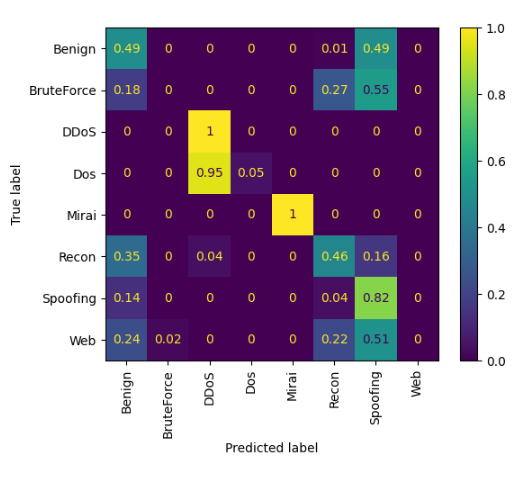 Benign 0.49 0 0 0 0 0.01 0.49 0
BruteForce 0.18 0 0 0 0 0.27 0.55 0
DDoS 0 0 1 0 0 0 0 0
Dos 0 0 0.95 0.05 0 0 0 0
Mirai 0 0 0 0 1 0 0 0
Recon 0.35 0 0.04 0 0 0.46 0.16 0
Spoofing 0.14 0 0 0 0 0.04 0.82 0
Web 0.24 0.02 0 0 0 0.22 0.51 0
True label
Benign BruteForce DDoS Dos Mirai Recon Spoofing Web
Predicted label
1.0
0.8
0.6
0.4
0.2
0.0